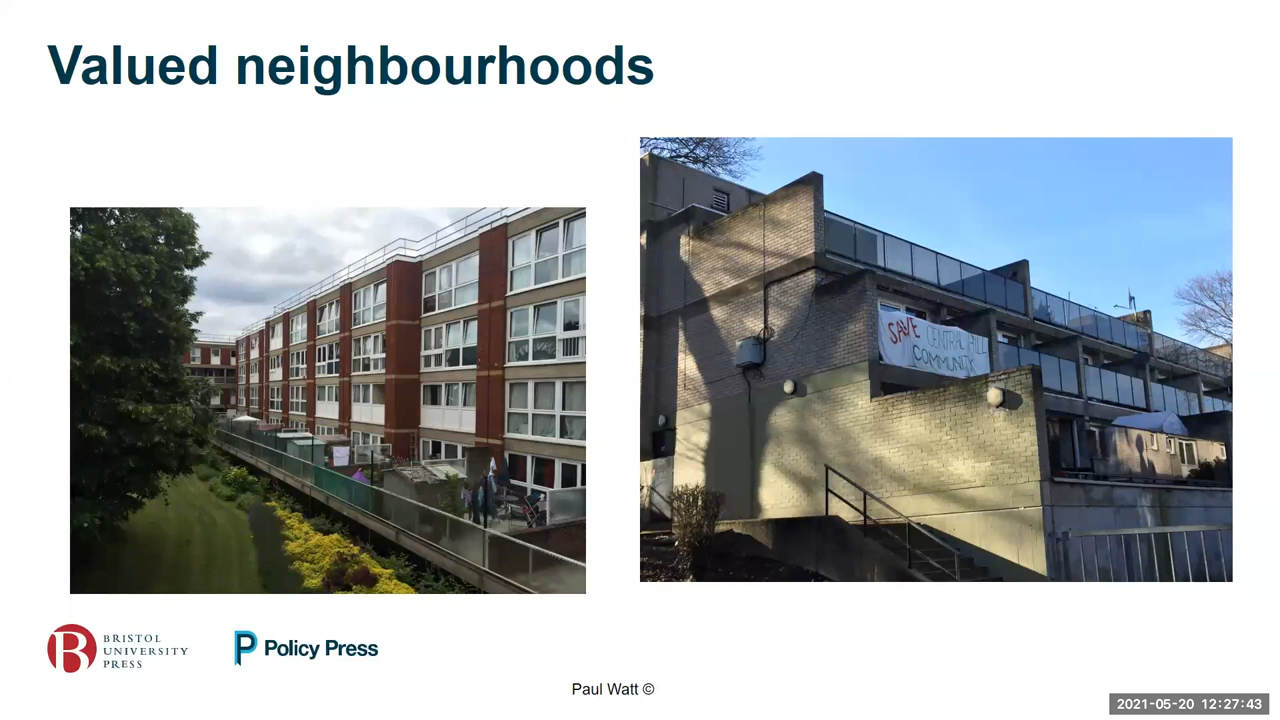 Valued neighbourhoods
SAVE CENTRAL HILL
COMMUNITY
BRISTOL
UNIVERSITY
PRESS
Policy Press
Paul Watt ©
2021-05-20 12:27:43